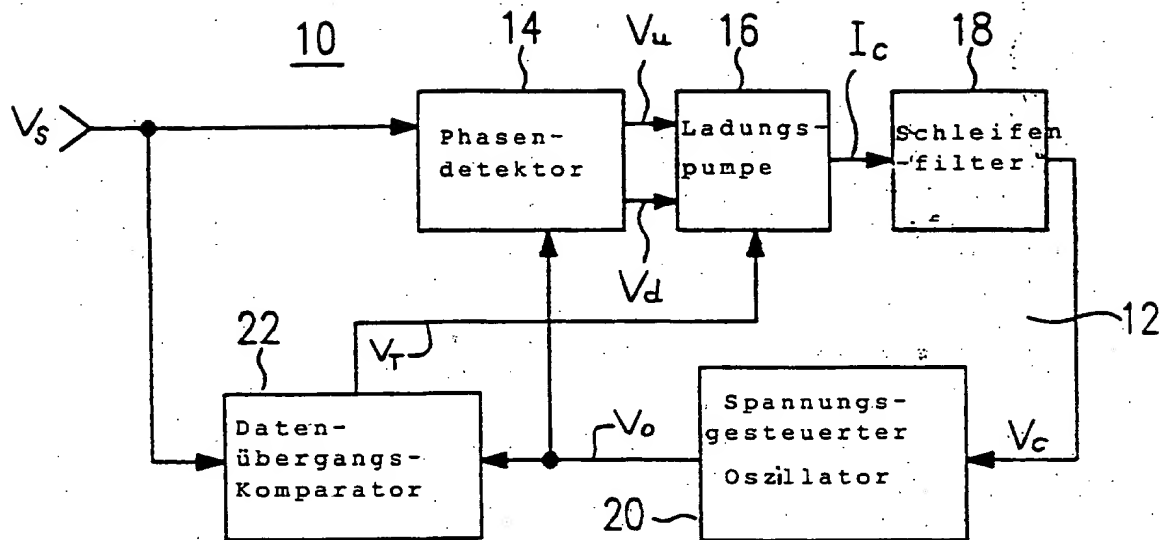 10
14
16
18
Vs
Vu
Ic
Phasen-
detektor
Ladungs-
pumpe
Schleifen
-filter
Vd
12
22
VT
Daten-
übergangs-
Komparator
Vo
Spannungs-
gesteuerter
Oszillator
Vc
20